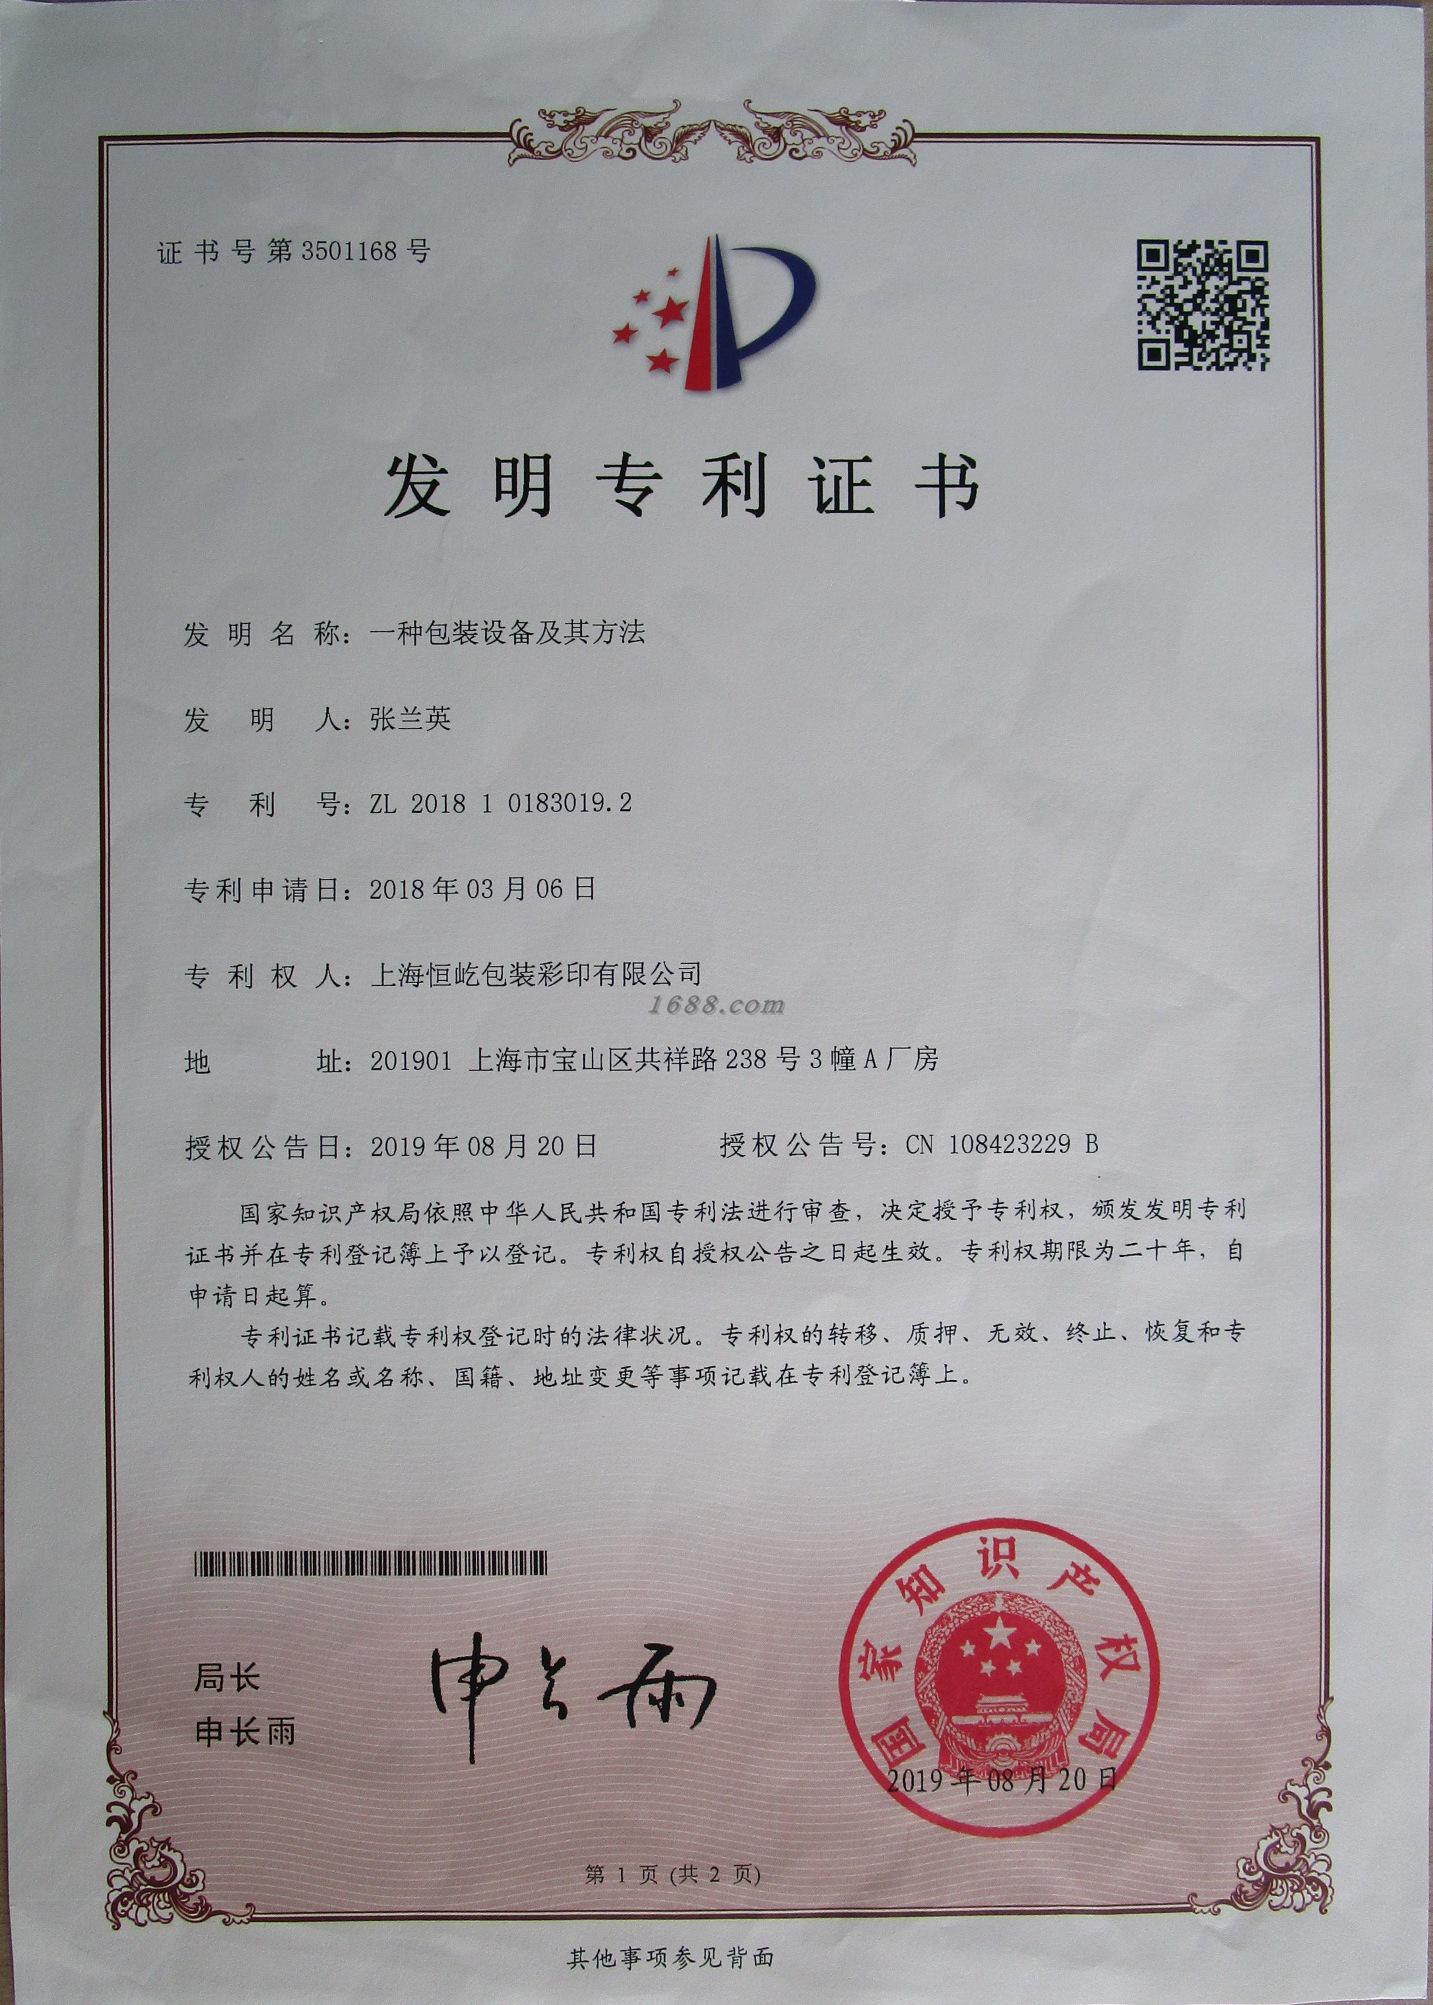 证书号第3501168号
发明专利证书
发明名称：一种包装设备及其方法
发明人：张兰英
专利号：ZL 2018 1 0183019.2
专利申请日：2018年03月06日
专利权人：上海恒屹包装彩印有限公司
1688.com
地址：201901 上海市宝山区共祥路238号3幢A厂房
授权公告日：2019年08月20日 授权公告号：CN 108423229 B
国家知识产权局依照中华人民共和国专利法进行审查，决定授予专利权，颁发发明专利
证书并在专利登记簿上予以登记。专利权自授权公告之日起生效。专利权期限为二十年，自
申请日起算。
专利证书记载专利权登记时的法律状况。专利权的转移、质押、无效、终止、恢复和专
利权人的姓名或名称、国籍、地址变更等事项记载在专利登记簿上。
局长
申长雨
申长雨
国家知识产权局
2019年08月20日
第 1 页 (共 2 页)
其他事项参见背面